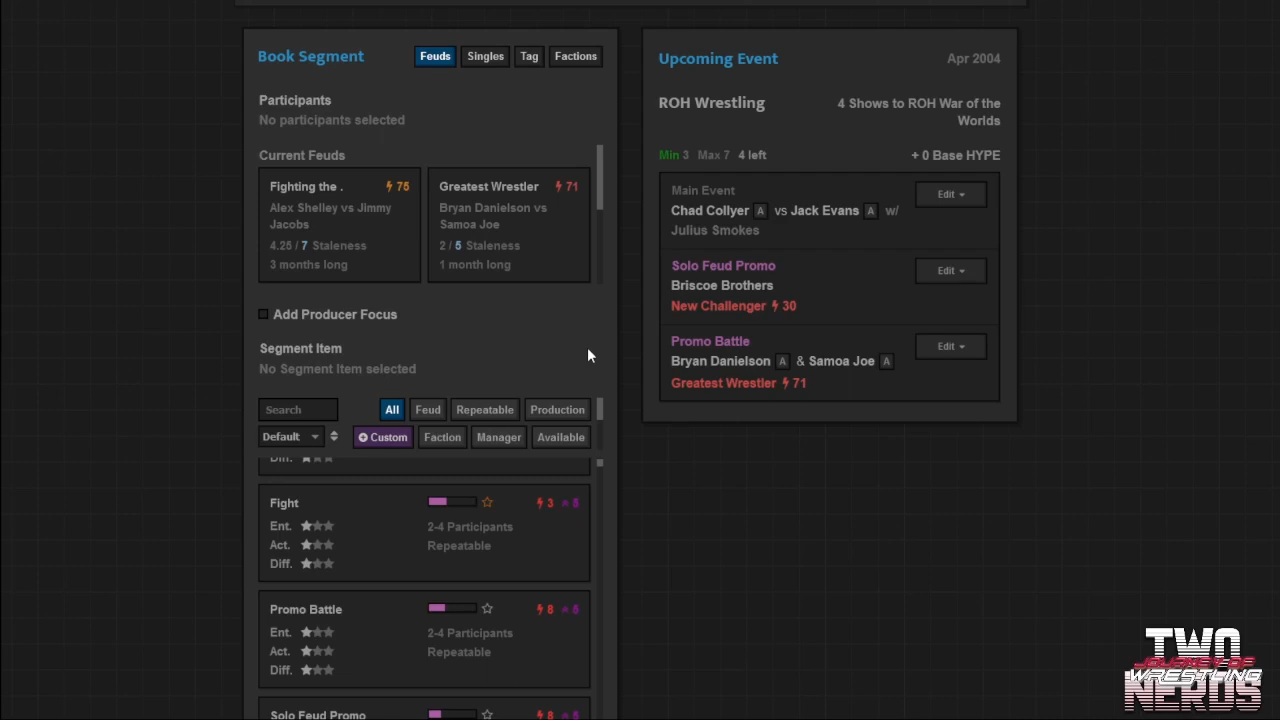 Book Segment
Feuds Singles Tag Factions
Participants
No participants selected
Current Feuds
Fighting the . 75
Alex Shelley vs Jimmy
Jacobs
4.25 / 7 Staleness
3 months long
Greatest Wrestler 71
Bryan Danielson vs
Samoa Joe
2 / 5 Staleness
1 month long
Add Producer Focus
Segment Item
No Segment Item selected
Search All Feud Repeatable Production
Default Custom Faction Manager Available
Diff.
Fight 3 5
Ent. 2-4 Participants
Act. Repeatable
Diff.
Promo Battle 8 5
Ent. 2-4 Participants
Act. Repeatable
Diff.
Solo Feud Promo 8 5
Upcoming Event Apr 2004
ROH Wrestling 4 Shows to ROH War of the
Worlds
Min 3 Max 7 4 left + 0 Base HYPE
Main Event Edit
Chad Collyer A vs Jack Evans A w/
Julius Smokes
Solo Feud Promo Edit
Briscoe Brothers
New Challenger 30
Promo Battle Edit
Bryan Danielson A & Samoa Joe A
Greatest Wrestler 71
TWO
JOURNEY OF
WRESTLING
NERDS